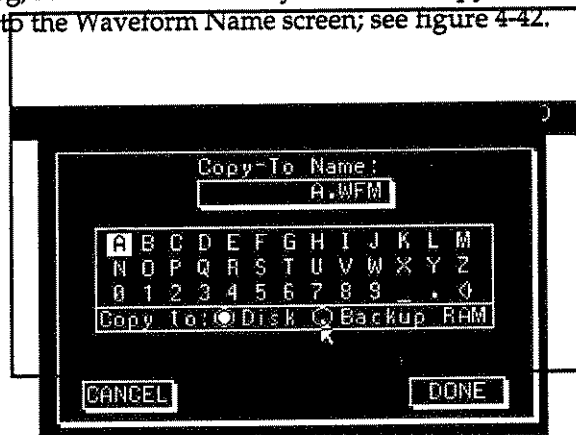 to the Waveform Name screen; see figure 4-42.
Copy-To Name:
A.WFM
A B C D E F G H I J K L M
N O P Q R S T U V W X Y Z
0 1 2 3 4 5 6 7 8 9 _ .
Copy to: Disk Backup RAM
CANCEL DONE